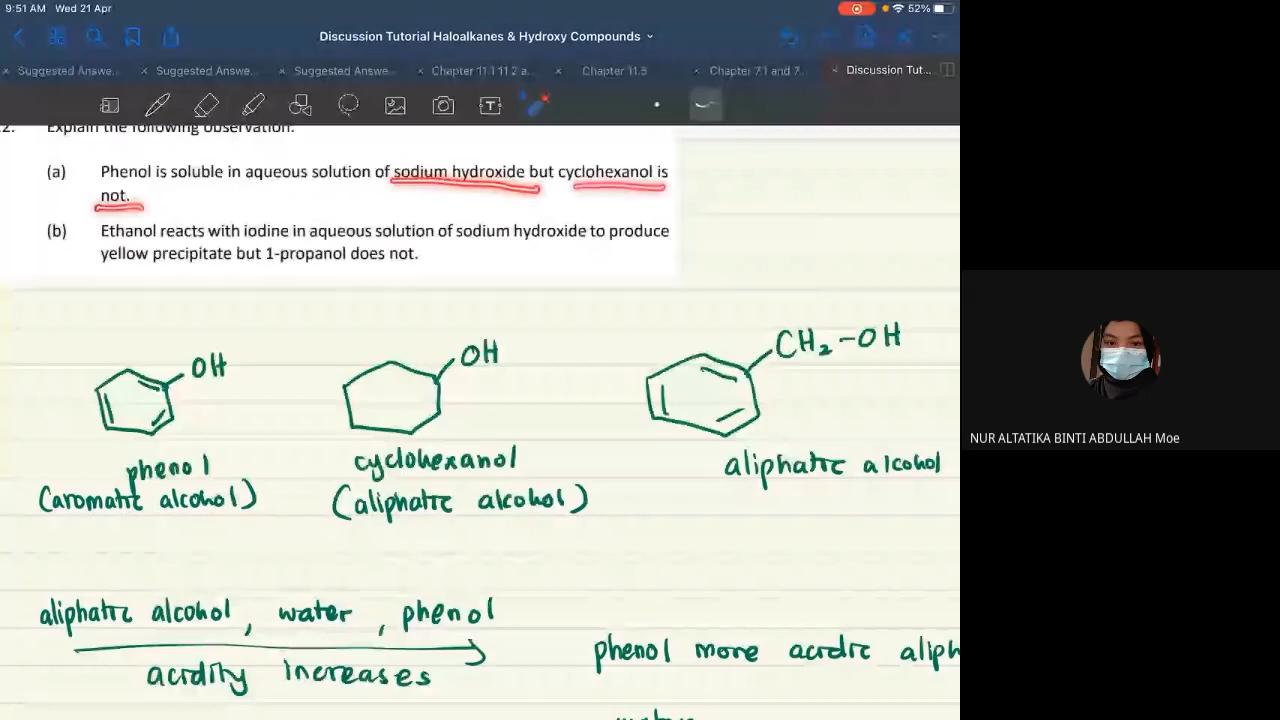 9:51 AM Wed 21 Apr
52%
Discussion Tutorial Haloalkanes & Hydroxy Compounds
Suggested Answe...
Suggested Answe...
Suggested Answe...
Chapter 11.1 11.2 a...
Chapter 11.5
Chapter 7.1 and 7...
Discussion Tut...
2. Explain the following observation.
(a) Phenol is soluble in aqueous solution of sodium hydroxide but cyclohexanol is
not.
(b) Ethanol reacts with iodine in aqueous solution of sodium hydroxide to produce
yellow precipitate but 1-propanol does not.
OH
OH
CH₂-OH
phenol
(aromatic alcohol)
cyclohexanol
(aliphatic alcohol)
aliphatic alcohol
NUR ALTATIKA BINTI ABDULLAH Moe
aliphatic alcohol, water, phenol
acidity increases
phenol more acidic aliph